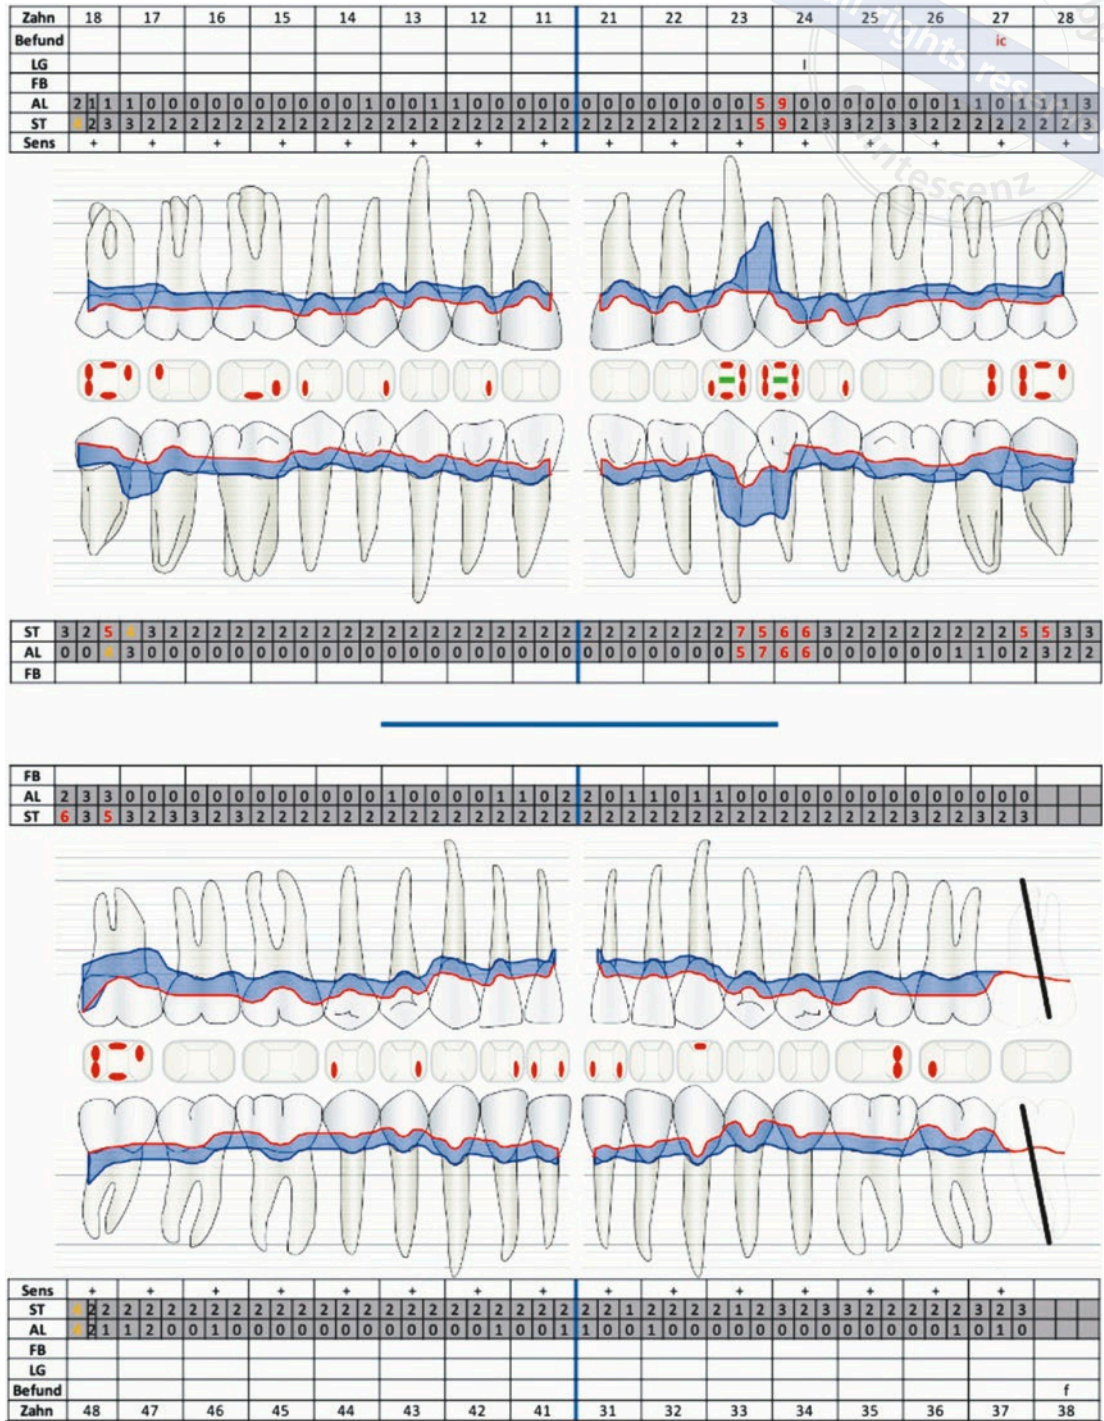 Zahn 18 17 16 15 14 13 12 11 21 22 23 24 25 26 27 28
Befund ic
LG I
FB
AL 2 1 1 1 0 0 0 0 0 0 0 0 0 0 1 0 0 1 1 0 0 0 0 0 0 0 0 0 0 0 0 0 5 9 0 0 0 0 0 0 0 1 1 0 1 1 3
ST 4 2 3 3 2 2 2 2 2 2 2 2 2 2 2 2 2 2 2 2 2 2 2 2 2 2 2 2 2 2 2 1 5 9 2 3 3 2 3 3 2 2 2 2 2 2 2 3
Sens + + + + + + + + + + + + + + + +
ST 3 2 5 4 3 2 2 2 2 2 2 2 2 2 2 2 2 2 2 2 2 2 2 2 2 2 2 2 2 2 2 7 5 6 6 3 2 2 2 2 2 2 2 2 5 5 3 3
AL 0 0 4 3 0 0 0 0 0 0 0 0 0 0 0 0 0 0 0 0 0 0 0 0 0 0 0 0 0 0 0 5 7 6 6 0 0 0 0 0 0 1 1 0 2 3 2 2
FB
FB
AL 2 3 3 0 0 0 0 0 0 0 0 0 0 0 0 1 0 0 0 0 1 1 0 2 2 0 1 1 0 1 1 0 0 0 0 0 0 0 0 0 0 0 0 0 0
ST 6 3 5 3 2 3 3 2 3 2 2 2 2 2 2 2 2 2 2 2 2 2 2 2 2 2 2 2 2 2 2 2 2 2 2 2 2 2 2 3 2 2 3 2 3
Sens + + + + + + + + + + + + + + +
ST 4 2 2 2 2 2 2 2 2 2 2 2 2 2 2 2 2 2 2 2 2 2 2 2 2 2 1 2 2 2 2 1 2 3 2 3 3 2 2 2 2 2 3 2 3
AL 4 2 1 1 2 0 0 1 0 0 0 0 0 0 0 0 0 0 0 0 1 0 0 1 1 0 0 1 0 0 0 0 0 0 0 0 0 0 0 0 0 1 0 1 0
FB
LG
Befund f
Zahn 48 47 46 45 44 43 42 41 31 32 33 34 35 36 37 38